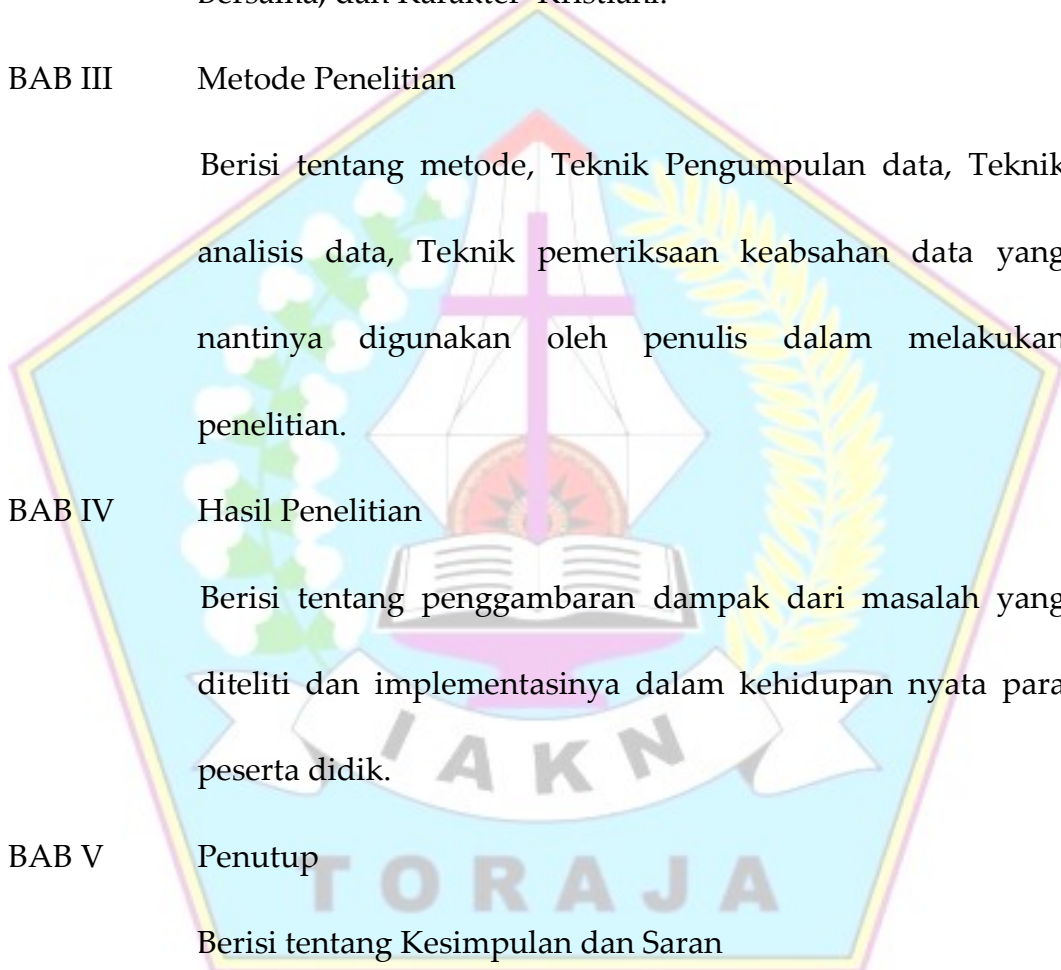 Bersama, dan Karakter Kristiani.
BAB III Metode Penelitian
Berisi tentang metode, Teknik Pengumpulan data, Teknik
analisis data, Teknik pemeriksaan keabsahan data yang
nantinya digunakan oleh penulis dalam melakukan
penelitian.
BAB IV Hasil Penelitian
Berisi tentang penggambaran dampak dari masalah yang
diteliti dan implementasinya dalam kehidupan nyata para
peserta didik.
IAKN
BAB V Penutup
TORAJA
Berisi tentang Kesimpulan dan Saran